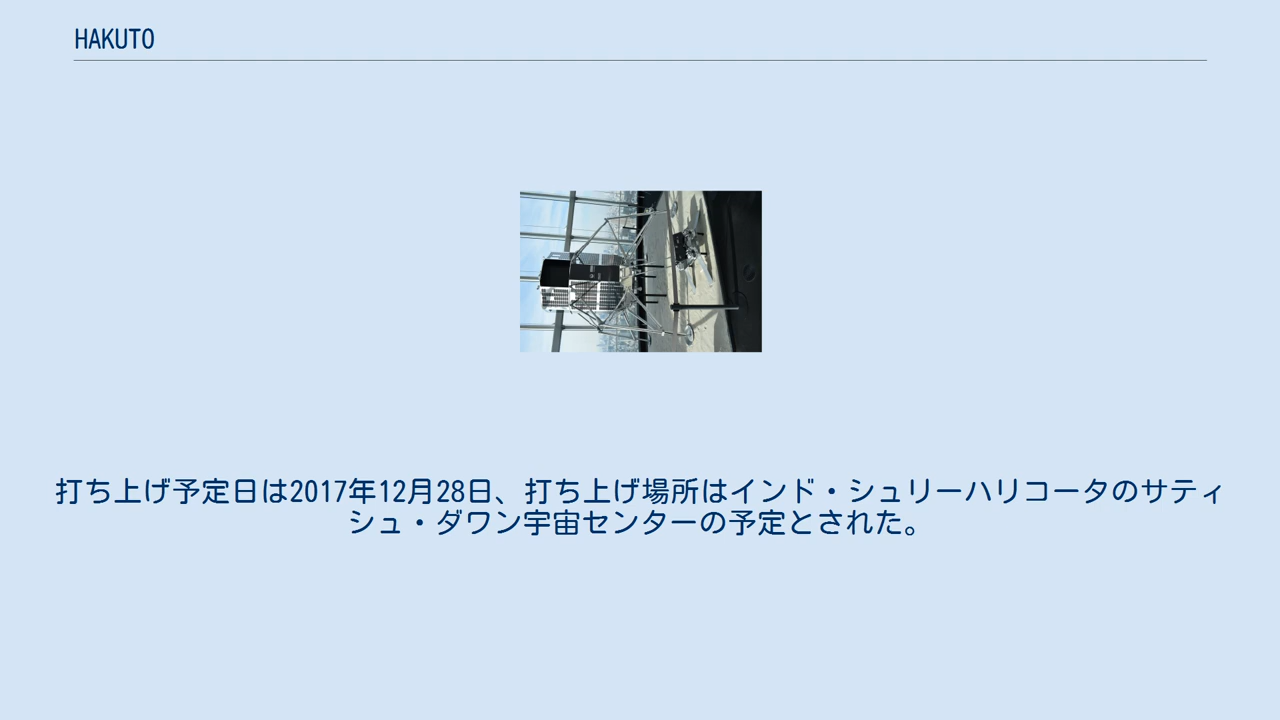 HAKUTO
打ち上げ予定日は2017年12月28日、打ち上げ場所はインド・シュリーハリコータのサティ
シュ・ダワン宇宙センターの予定とされた。